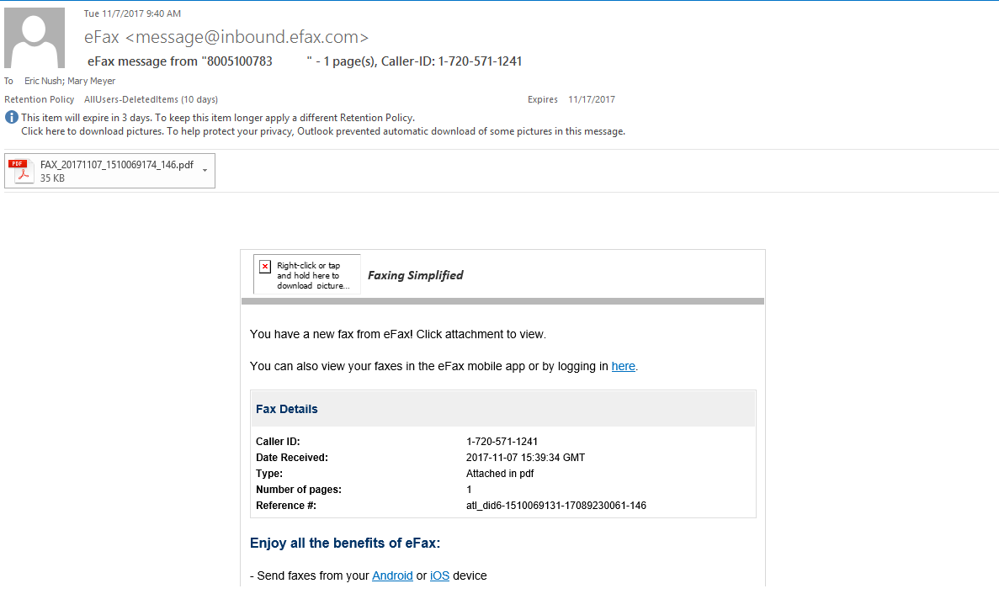 Tue 11/7/2017 9:40 AM
eFax <message@inbound.efax.com>
eFax message from "8005100783 " - 1 page(s), Caller-ID: 1-720-571-1241
To Eric Nush; Mary Meyer
Retention Policy AllUsers-DeletedItems (10 days) Expires 11/17/2017
This item will expire in 3 days. To keep this item longer apply a different Retention Policy.
Click here to download pictures. To help protect your privacy, Outlook prevented automatic download of some pictures in this message.
PDF
FAX_20171107_1510069174_146.pdf
35 KB
Right-click or tap
and hold here to
download picture...
Faxing Simplified
You have a new fax from eFax! Click attachment to view.
You can also view your faxes in the eFax mobile app or by logging in here.
Fax Details
Caller ID: 1-720-571-1241
Date Received: 2017-11-07 15:39:34 GMT
Type: Attached in pdf
Number of pages: 1
Reference #: atl_did6-1510069131-17089230061-146
Enjoy all the benefits of eFax:
- Send faxes from your Android or iOS device